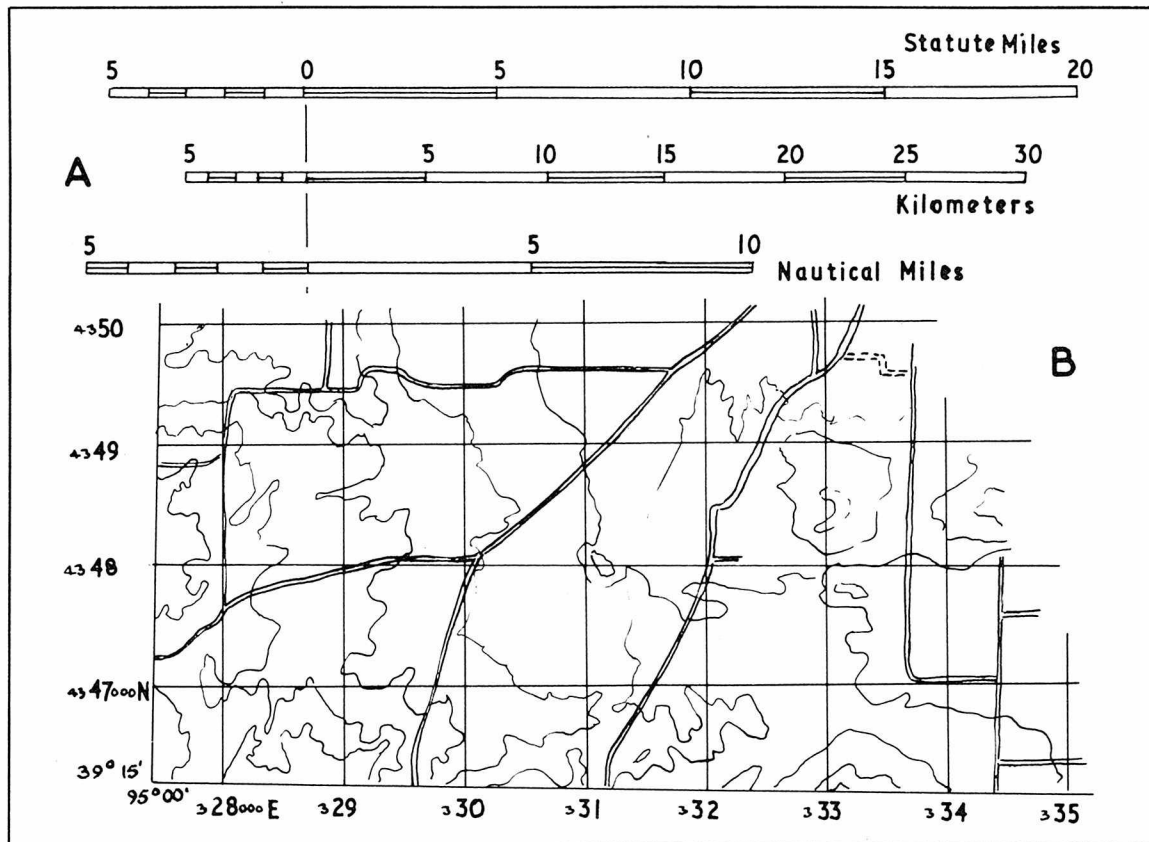 Statute Miles
5 0 5 10 15 20
A
5 5 10 15 20 25 30
Kilometers
5 5 10
Nautical Miles
4350
B
4349
4348
4347000N
39° 15'
95° 00'
328000E 329 330 331 332 333 334 335